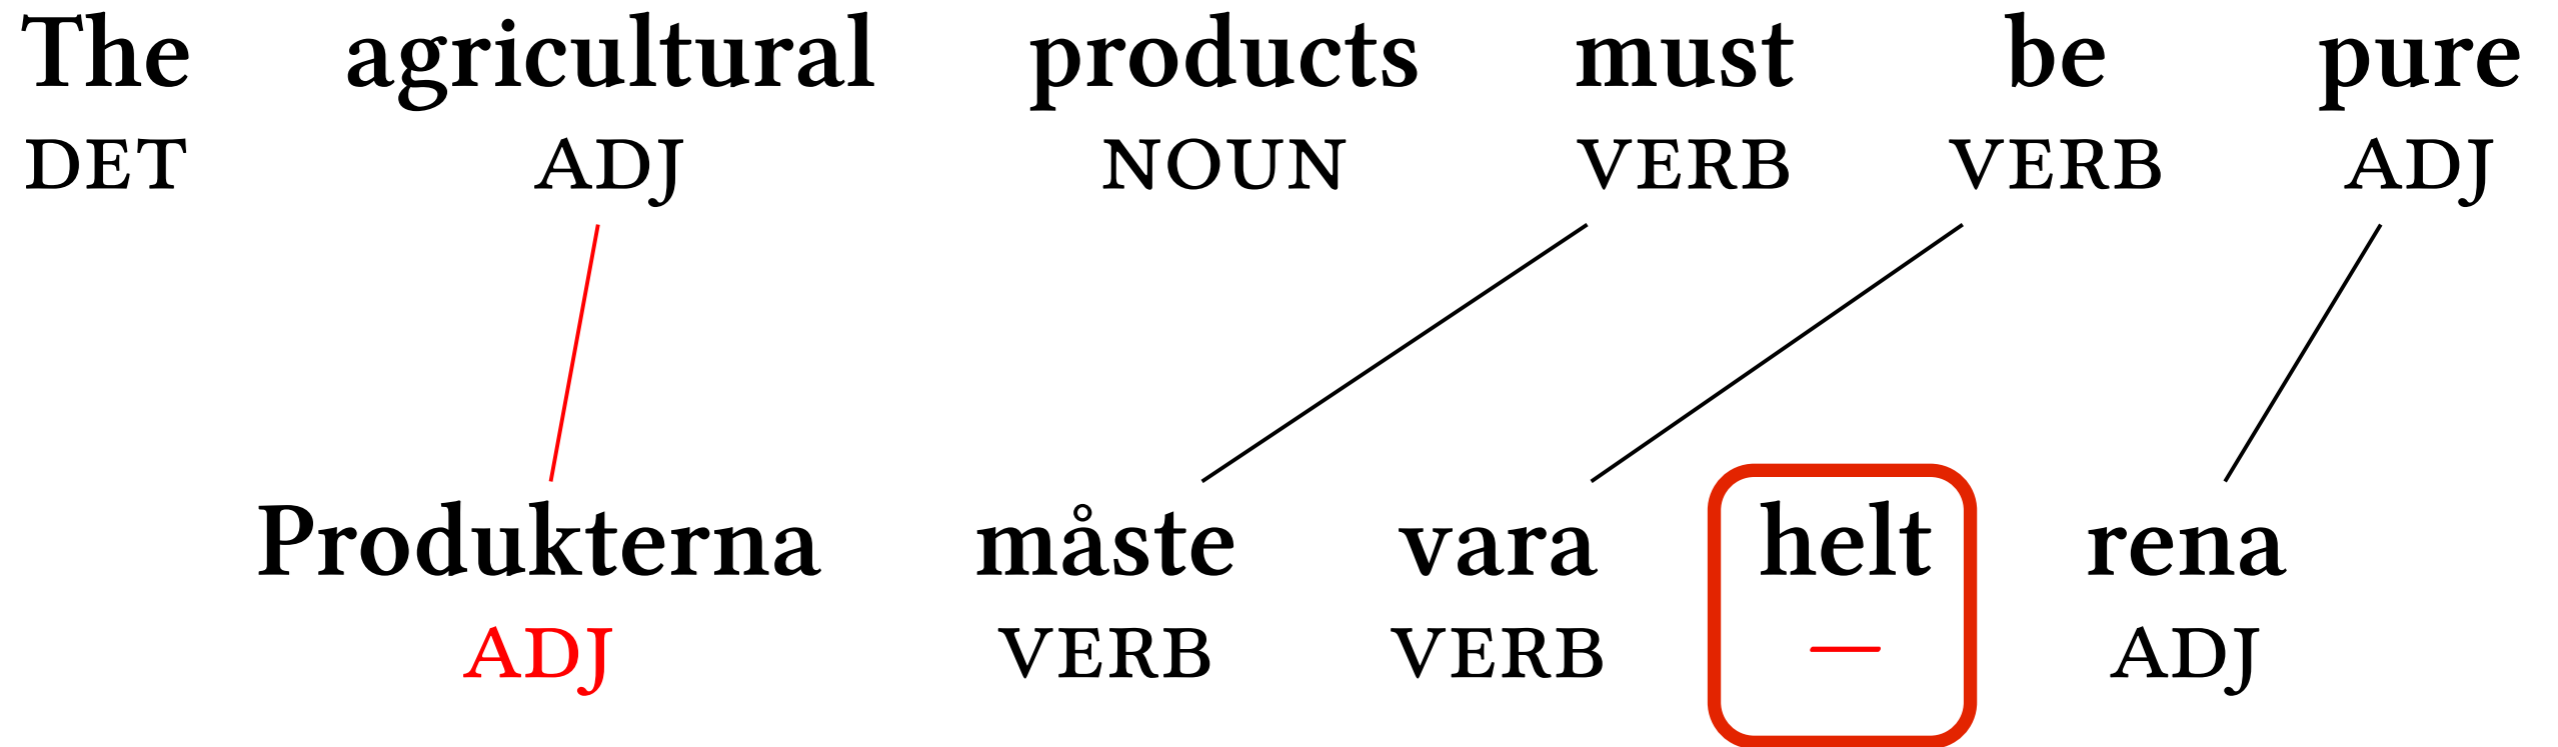 The agricultural products must be pure
DET ADJ NOUN VERB VERB ADJ
Produkterna måste vara helt rena
ADJ VERB VERB — ADJ